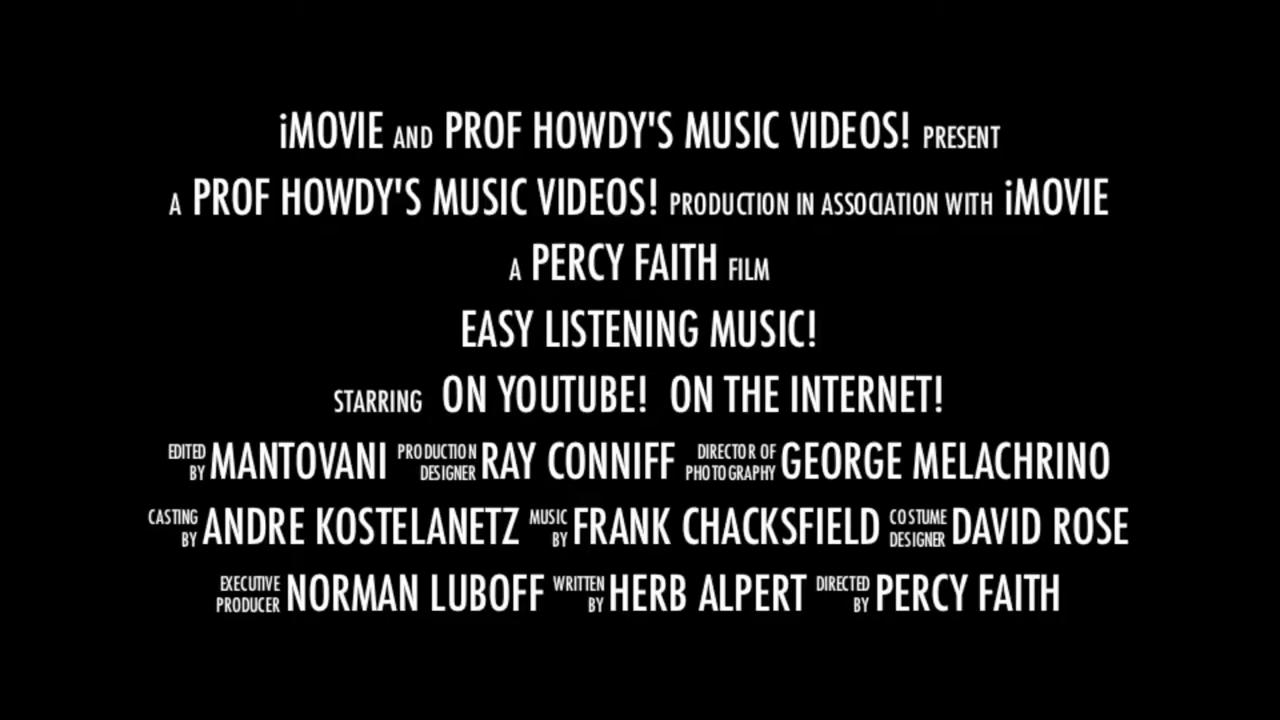 iMOVIE AND PROF HOWDY'S MUSIC VIDEOS! PRESENT
A PROF HOWDY'S MUSIC VIDEOS! PRODUCTION IN ASSOCIATION WITH iMOVIE
A PERCY FAITH FILM
EASY LISTENING MUSIC!
STARRING ON YOUTUBE! ON THE INTERNET!
EDITED BY MANTOVANI PRODUCTION DESIGNER RAY CONNIFF DIRECTOR OF PHOTOGRAPHY GEORGE MELACHRINO
CASTING BY ANDRE KOSTELANETZ MUSIC BY FRANK CHACKSFIELD COSTUME DESIGNER DAVID ROSE
EXECUTIVE PRODUCER NORMAN LUBOFF WRITTEN BY HERB ALPERT DIRECTED BY PERCY FAITH